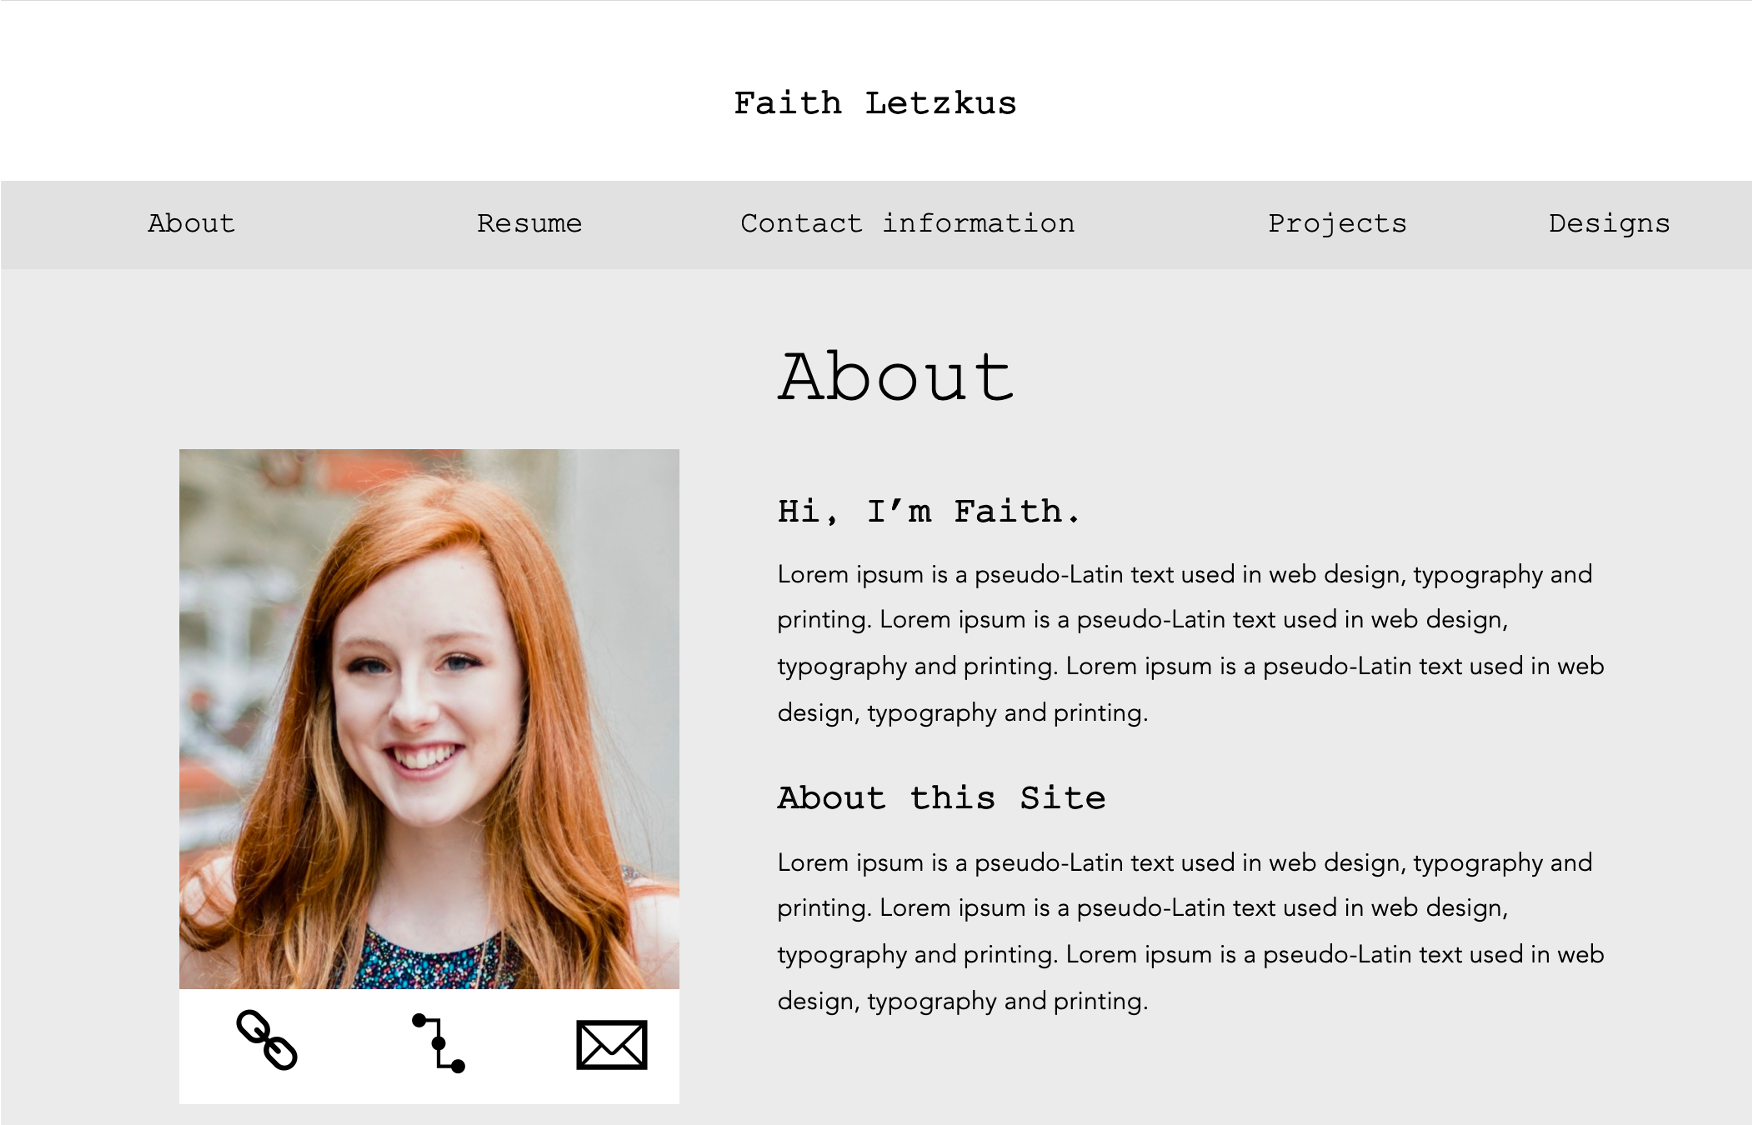 Faith Letzkus
About Resume Contact information Projects Designs
About
Hi, I’m Faith.
Lorem ipsum is a pseudo-Latin text used in web design, typography and
printing. Lorem ipsum is a pseudo-Latin text used in web design,
typography and printing. Lorem ipsum is a pseudo-Latin text used in web
design, typography and printing.
About this Site
Lorem ipsum is a pseudo-Latin text used in web design, typography and
printing. Lorem ipsum is a pseudo-Latin text used in web design,
typography and printing. Lorem ipsum is a pseudo-Latin text used in web
design, typography and printing.